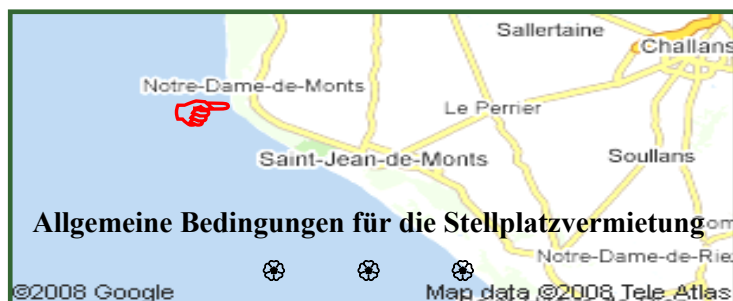 Sallertaine
Challans
Notre-Dame-de-Monts
Le Perrier
Saint-Jean-de-Monts
Soullans
Allgemeine Bedingungen für die Stellplatzvermietung
Notre-Dame-de-Rie
©2008 Google
Map data ©2008 Tele Atlas